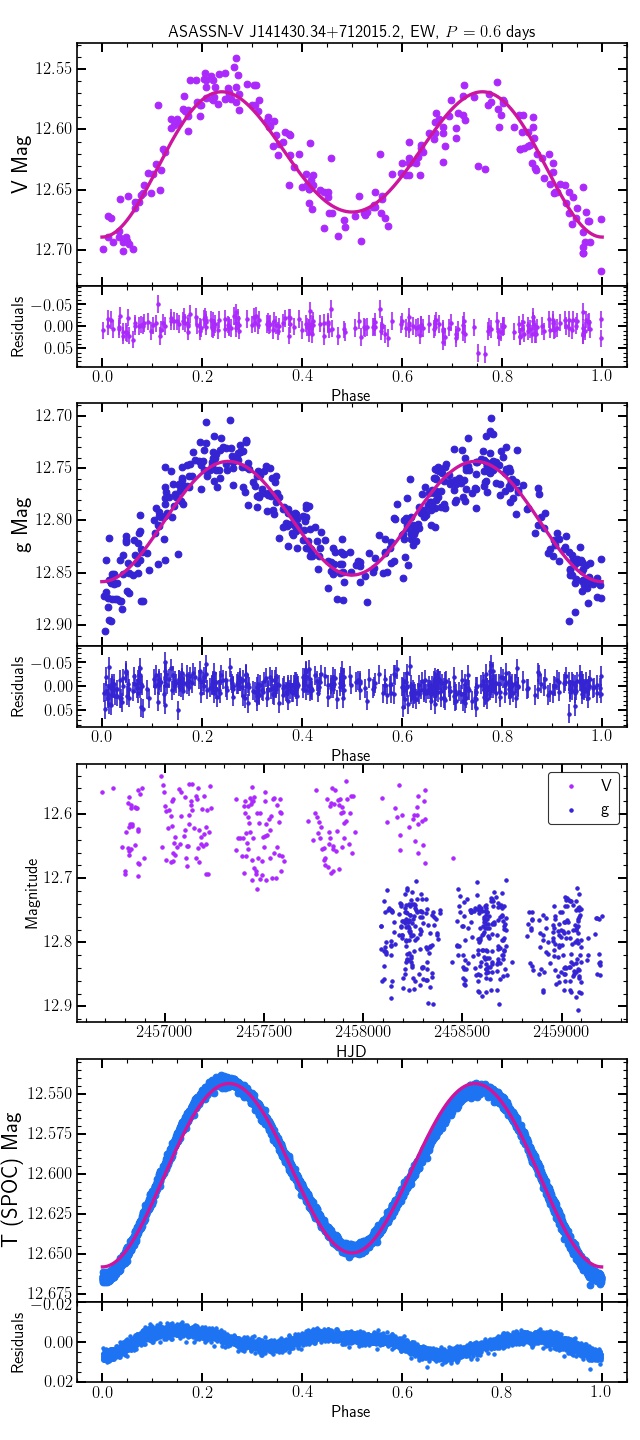 ASASSN-V J141430.34+712015.2, EW, P = 0.6 days
12.55
12.60
12.65
12.70
V Mag
−0.05
0.00
0.05
Residuals
0.0 0.2 0.4 0.6 0.8 1.0
Phase
12.70
12.75
12.80
12.85
12.90
g Mag
−0.05
0.00
0.05
Residuals
0.0 0.2 0.4 0.6 0.8 1.0
Phase
V
g
12.6
12.7
12.8
12.9
Magnitude
2457000 2457500 2458000 2458500 2459000
HJD
12.550
12.575
12.600
12.625
12.650
12.675
T (SPOC) Mag
−0.02
0.00
0.02
Residuals
0.0 0.2 0.4 0.6 0.8 1.0
Phase